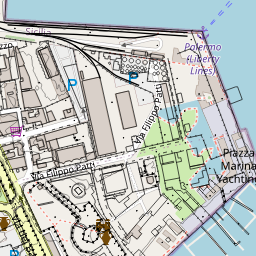 Sicilia
Palermo
(Liberty
Lines)
P
P
Via Filippo Patti
Via Filippo Patti
Piazza
Marina
Yachting
P